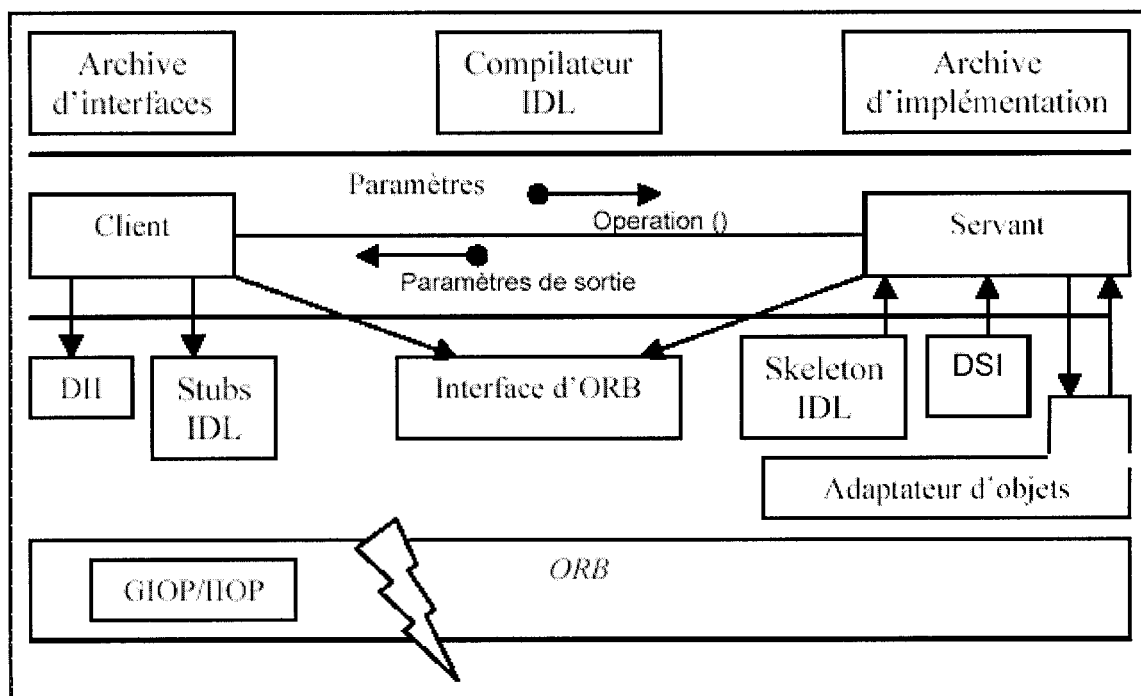 Archive
d'interfaces
Compilateur
IDL
Archive
d'implémentation
Paramètres
Operation ()
Client
Servant
Paramètres de sortie
DII
Stubs
IDL
Interface d'ORB
Skeleton
IDL
DSI
Adaptateur d'objets
ORB
GIOP/IIOP